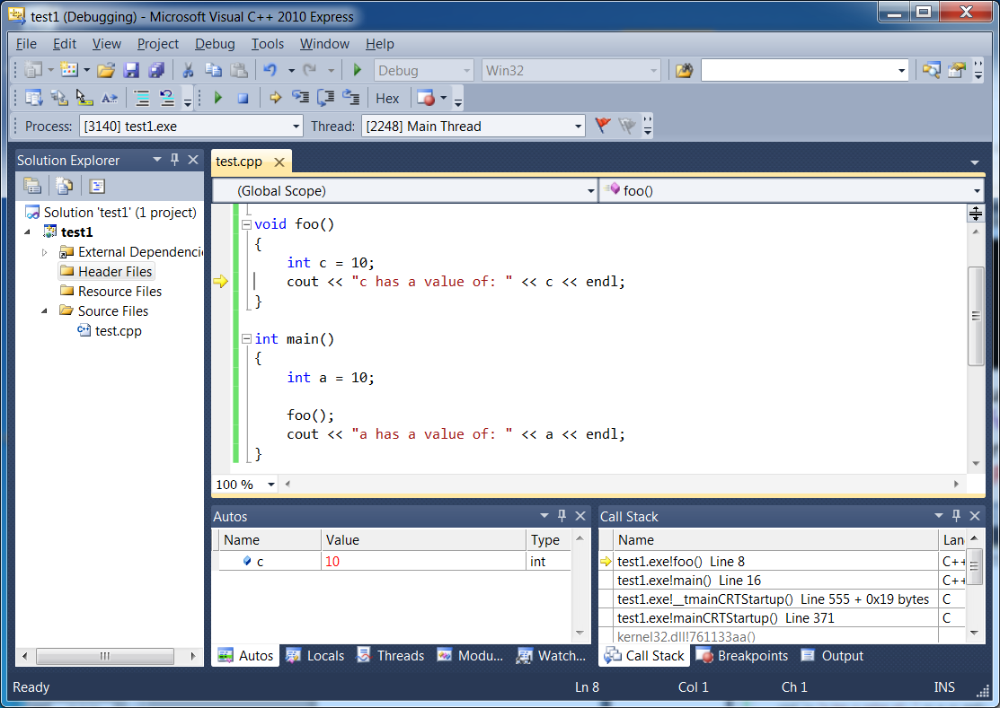 test1 (Debugging) - Microsoft Visual C++ 2010 Express
File Edit View Project Debug Tools Window Help
Debug Win32
Hex
Process: [3140] test1.exe Thread: [2248] Main Thread
Solution Explorer
Solution 'test1' (1 project)
test1
External Dependencie
Header Files
Resource Files
Source Files
test.cpp
test.cpp
(Global Scope) foo()
void foo()
{
int c = 10;
cout << "c has a value of: " << c << endl;
}
int main()
{
int a = 10;
foo();
cout << "a has a value of: " << a << endl;
}
100 %
Autos
Name Value Type
c 10 int
Autos Locals Threads Modu... Watch...
Call Stack
Name Lan
test1.exe!foo() Line 8 C++
test1.exe!main() Line 16 C++
test1.exe!__tmainCRTStartup() Line 555 + 0x19 bytes C
test1.exe!mainCRTStartup() Line 371 C
kernel32.dll!761133aa()
Call Stack Breakpoints Output
Ready Ln 8 Col 1 Ch 1 INS